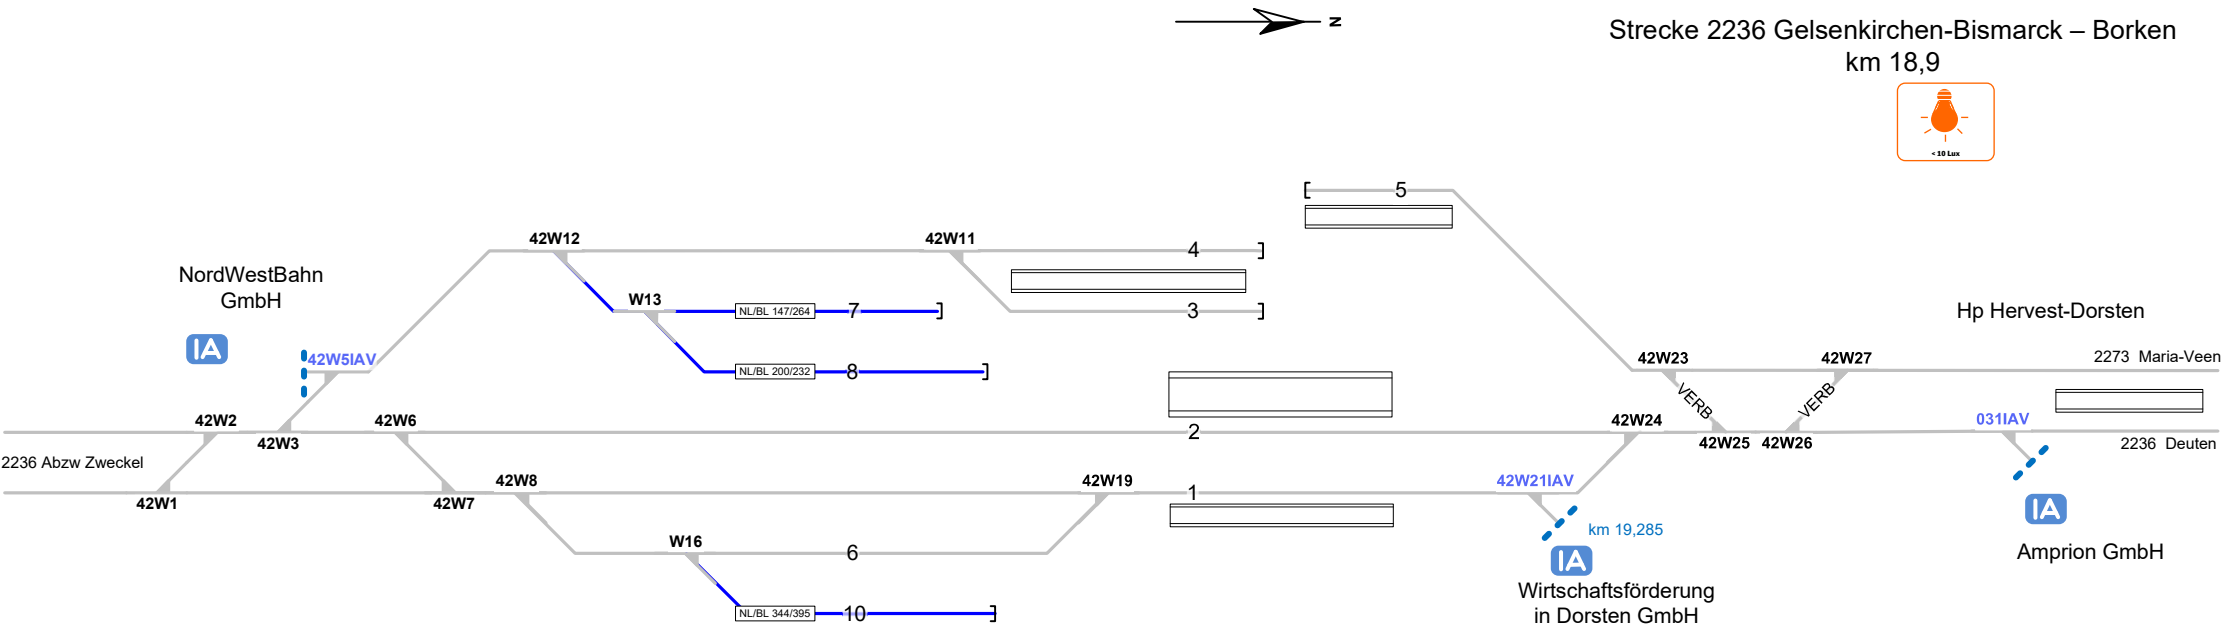 N
Strecke 2236 Gelsenkirchen-Bismarck – Borken
km 18,9
< 10 Lux
5
42W12
42W11
4
NordWestBahn
GmbH
W13
NL/BL 147/264
7
3
Hp Hervest-Dorsten
IA
42W5IAV
NL/BL 200/232
8
42W23
42W27
2273 Maria-Veen
VERB
VERB
42W2
42W3
42W6
2
42W24
42W25
42W26
031IAV
2236 Deuten
2236 Abzw Zweckel
42W1
42W7
42W8
42W19
1
42W21IAV
km 19,285
IA
Amprion GmbH
W16
6
IA
Wirtschaftsförderung
in Dorsten GmbH
NL/BL 344/395
10